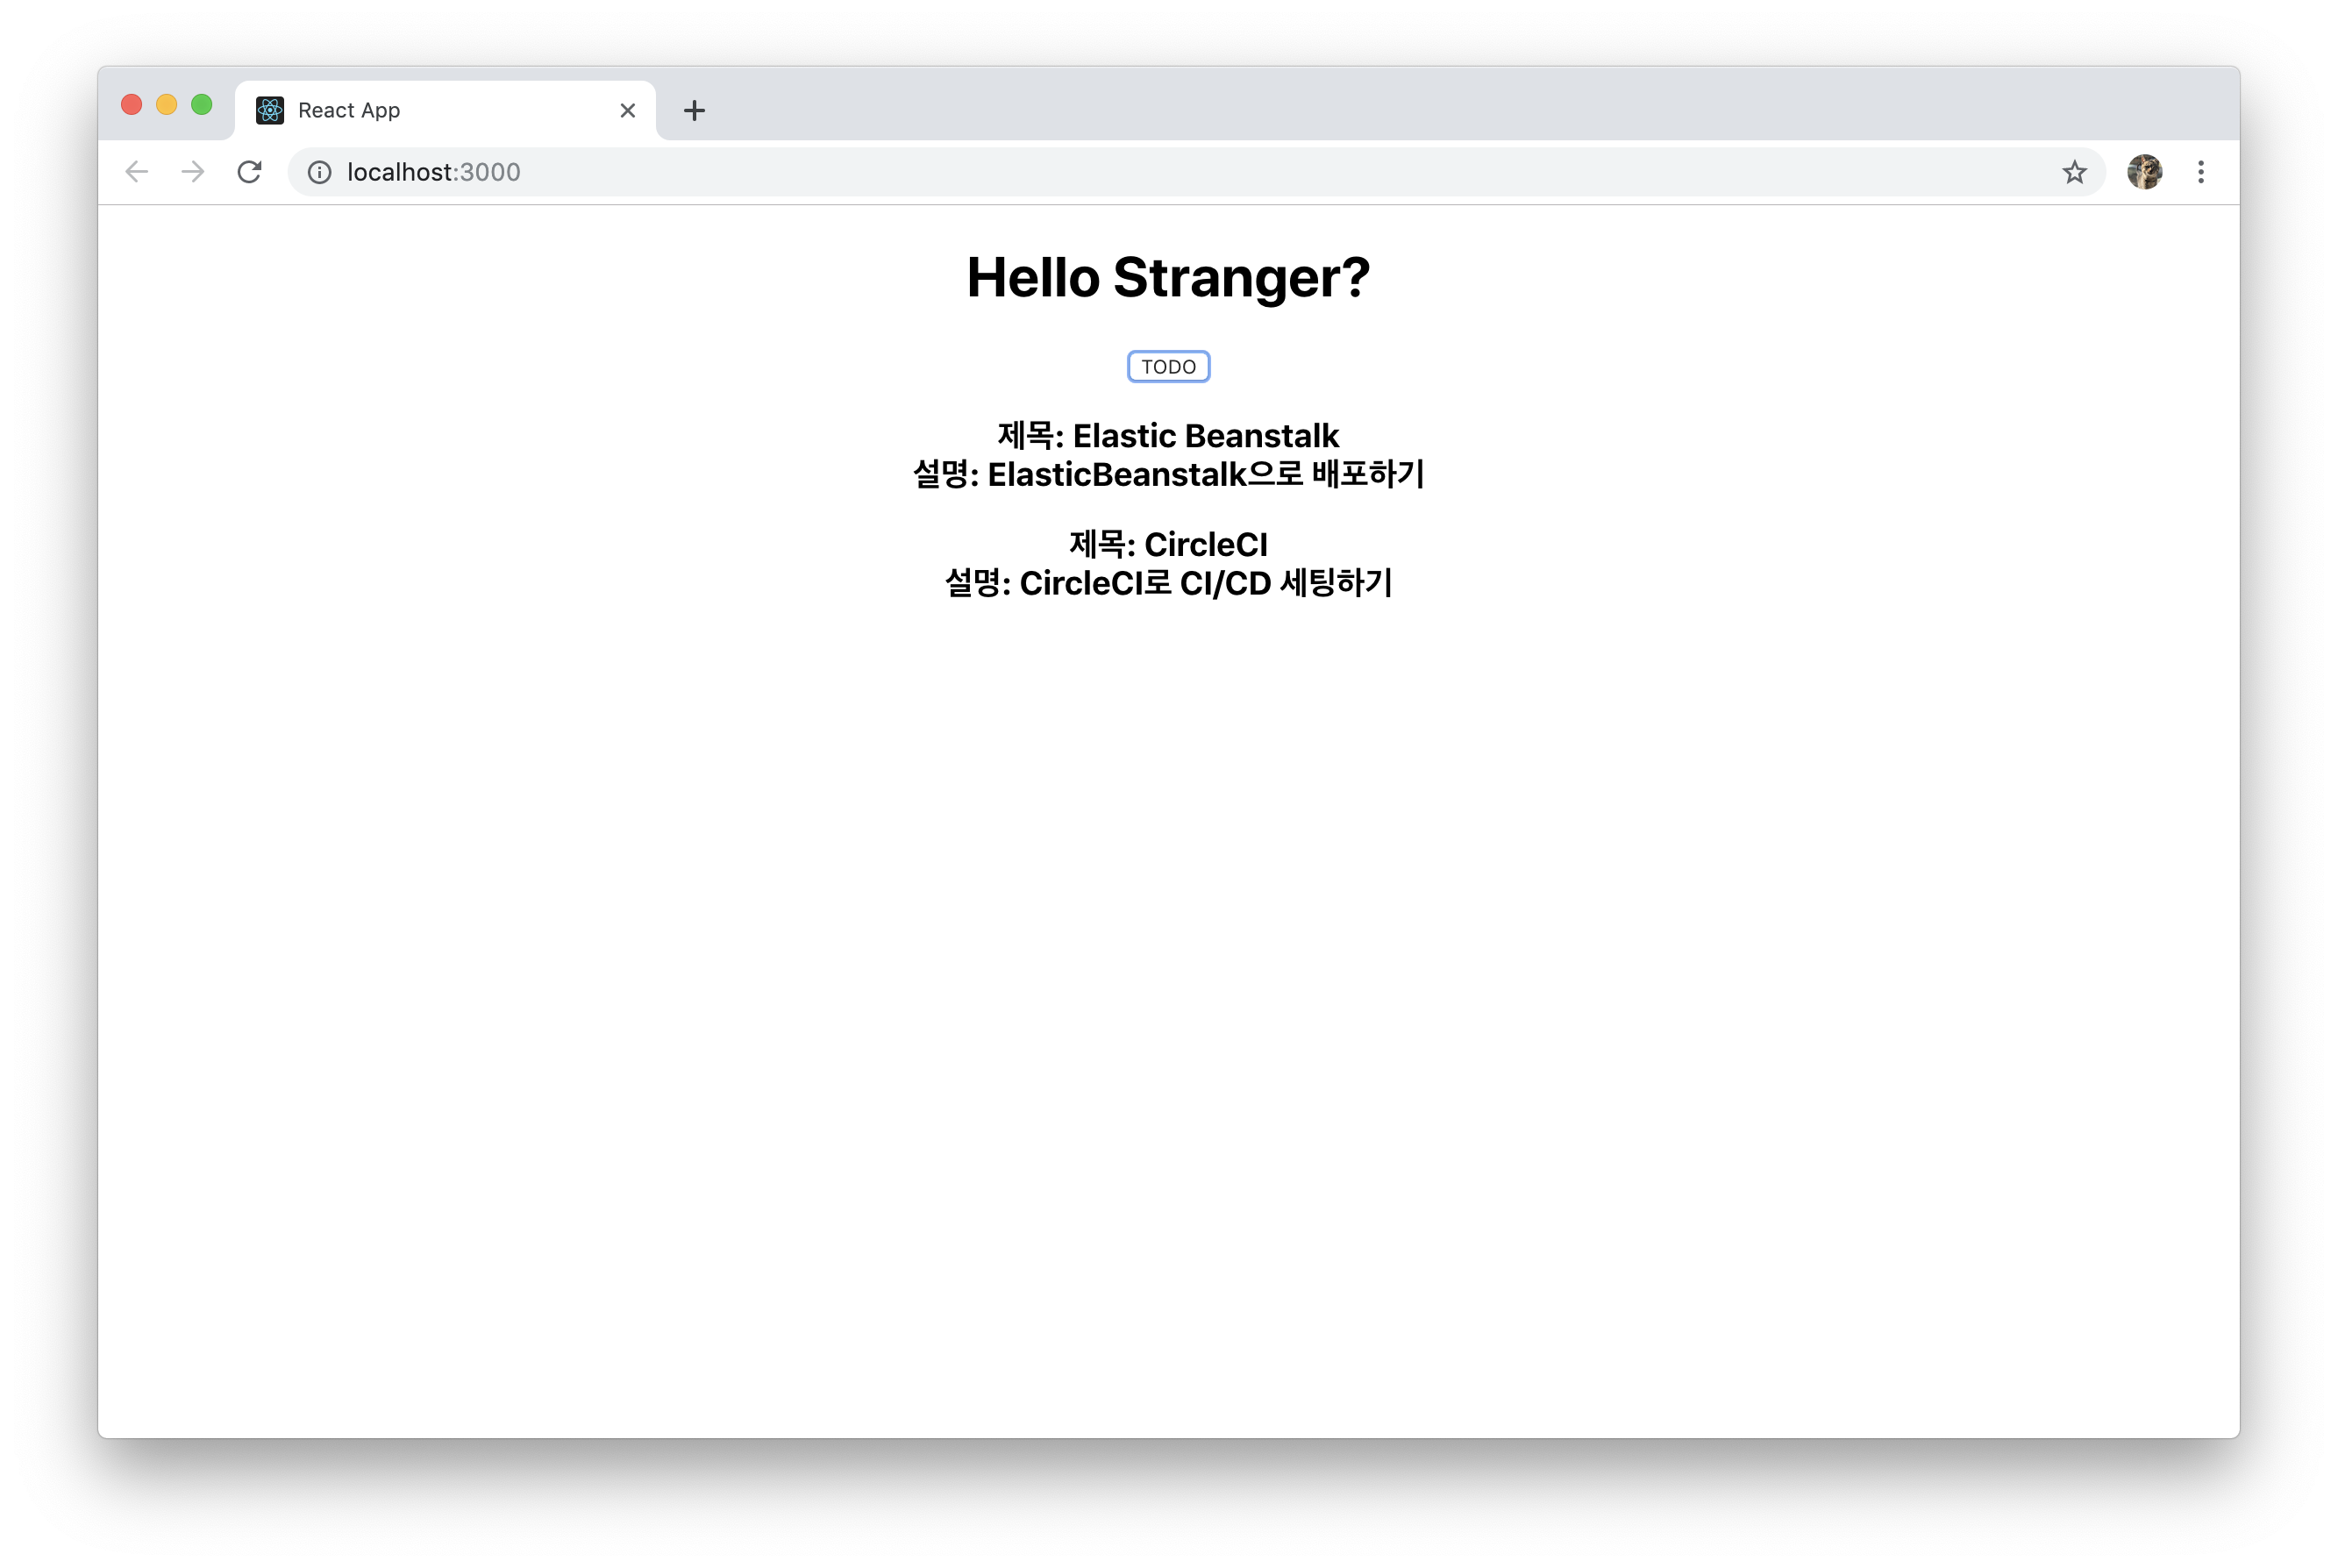 React App
localhost:3000
Hello Stranger?
TODO
제목: Elastic Beanstalk
설명: ElasticBeanstalk으로 배포하기
제목: CircleCI
설명: CircleCI로 CI/CD 세팅하기